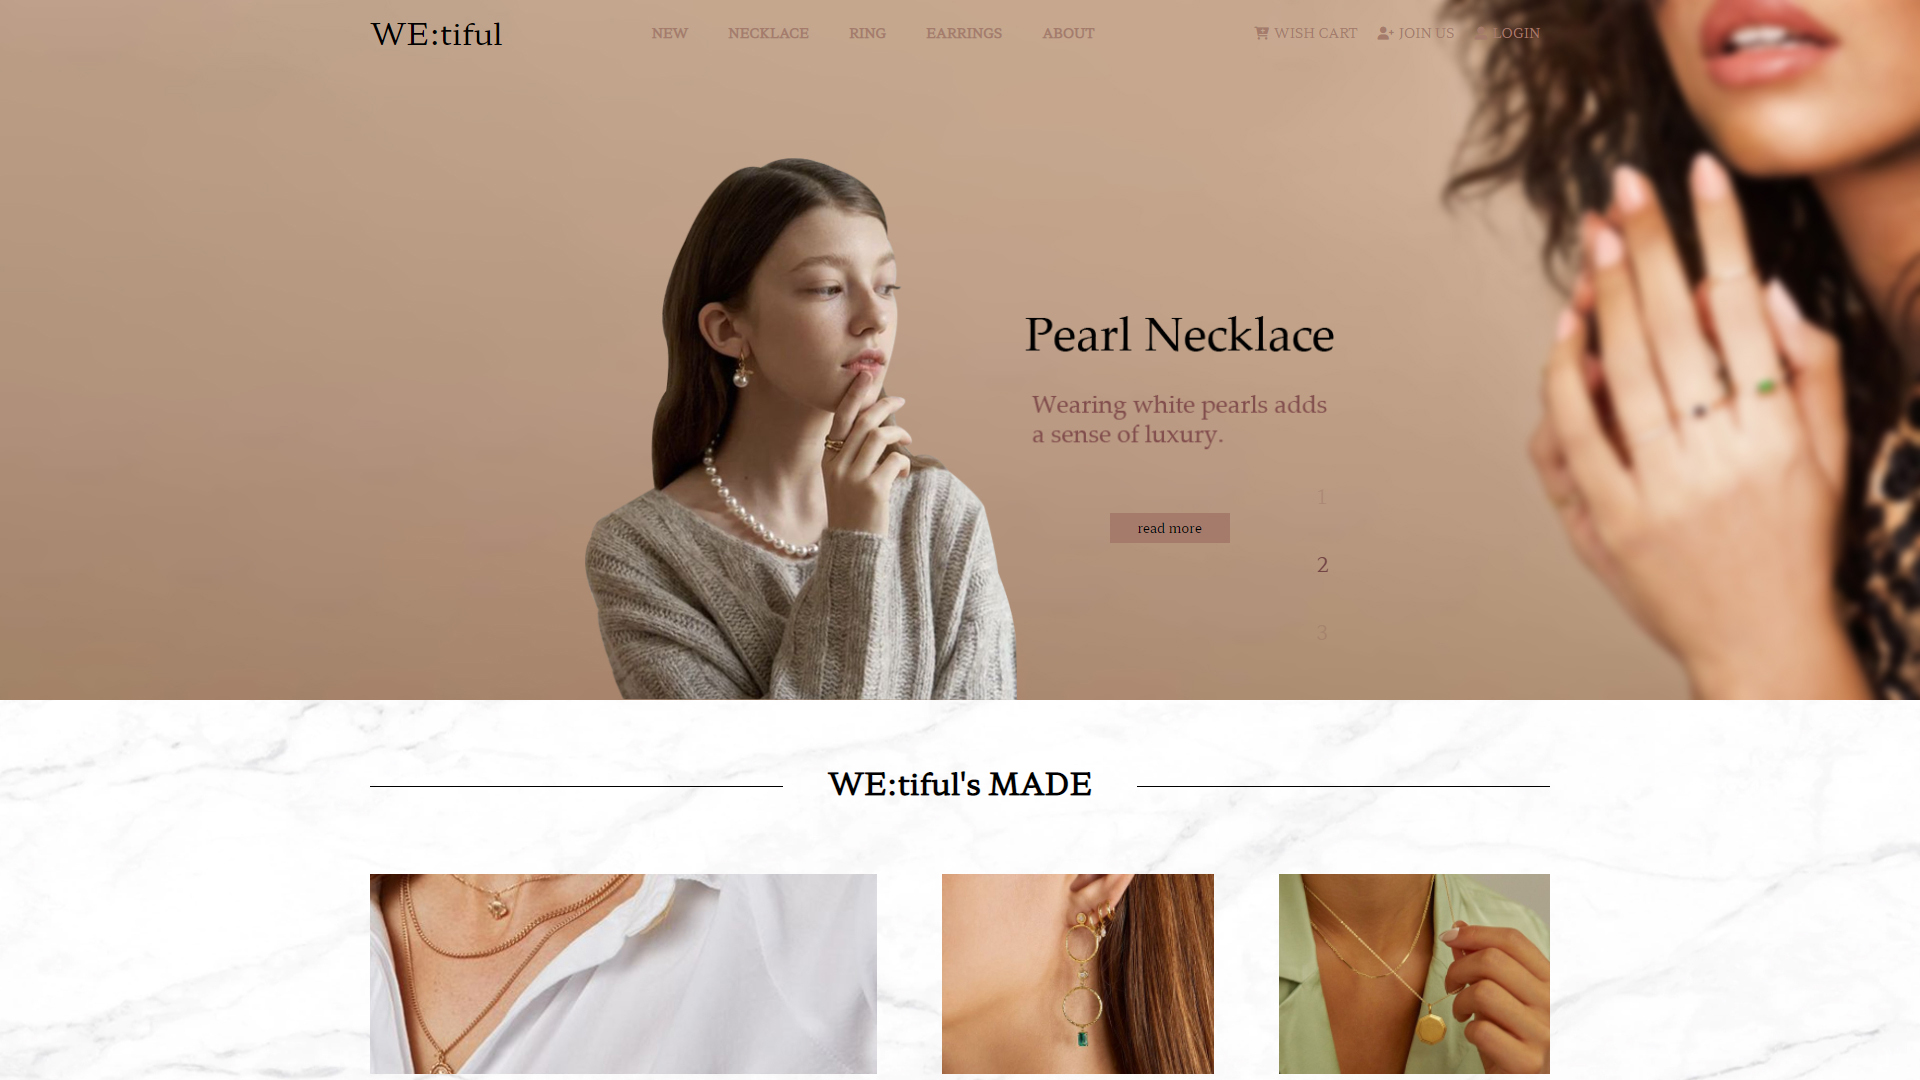 WE:tiful
NEW NECKLACE RING EARRINGS ABOUT
WISH CART JOIN US LOGIN
Pearl Necklace
Wearing white pearls adds
a sense of luxury.
1
read more
2
3
WE:tiful's MADE